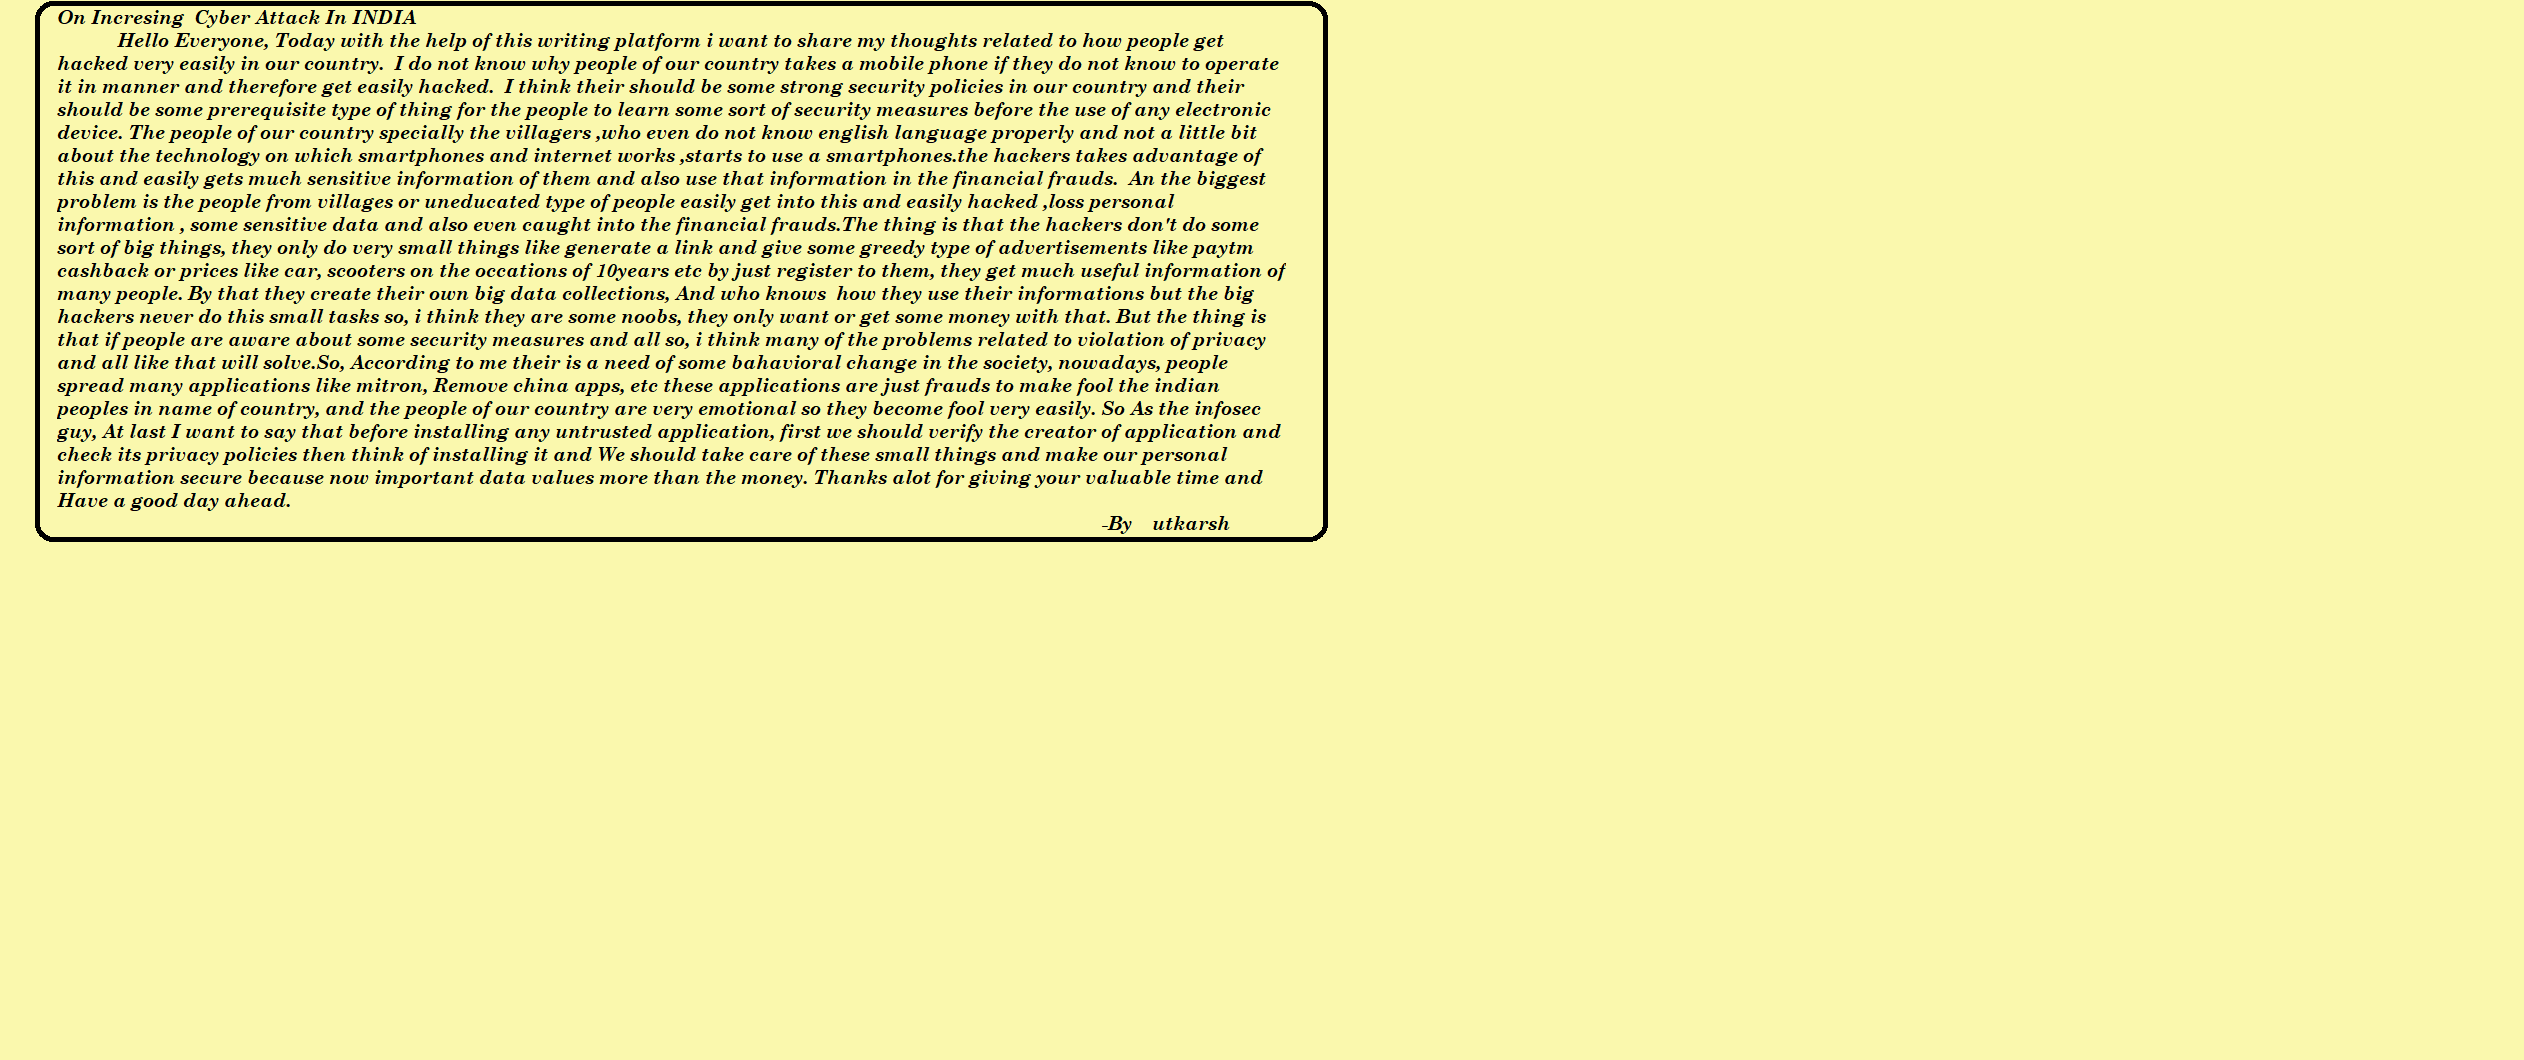 On Incresing  Cyber Attack In INDIA
Hello Everyone, Today with the help of this writing platform i want to share my thoughts related to how people get
hacked very easily in our country.  I do not know why people of our country takes a mobile phone if they do not know to operate
it in manner and therefore get easily hacked.  I think their should be some strong security policies in our country and their
should be some prerequisite type of thing for the people to learn some sort of security measures before the use of any electronic
device. The people of our country specially the villagers ,who even do not know english language properly and not a little bit
about the technology on which smartphones and internet works ,starts to use a smartphones.the hackers takes advantage of
this and easily gets much sensitive information of them and also use that information in the financial frauds.  An the biggest
problem is the people from villages or uneducated type of people easily get into this and easily hacked ,loss personal
information , some sensitive data and also even caught into the financial frauds.The thing is that the hackers don't do some
sort of big things, they only do very small things like generate a link and give some greedy type of advertisements like paytm
cashback or prices like car, scooters on the occations of 10years etc by just register to them, they get much useful information of
many people. By that they create their own big data collections, And who knows  how they use their informations but the big
hackers never do this small tasks so, i think they are some noobs, they only want or get some money with that. But the thing is
that if people are aware about some security measures and all so, i think many of the problems related to violation of privacy
and all like that will solve.So, According to me their is a need of some bahavioral change in the society, nowadays, people
spread many applications like mitron, Remove china apps, etc these applications are just frauds to make fool the indian
peoples in name of country, and the people of our country are very emotional so they become fool very easily. So As the infosec
guy, At last I want to say that before installing any untrusted application, first we should verify the creator of application and
check its privacy policies then think of installing it and We should take care of these small things and make our personal
information secure because now important data values more than the money. Thanks alot for giving your valuable time and
Have a good day ahead.
-By    utkarsh